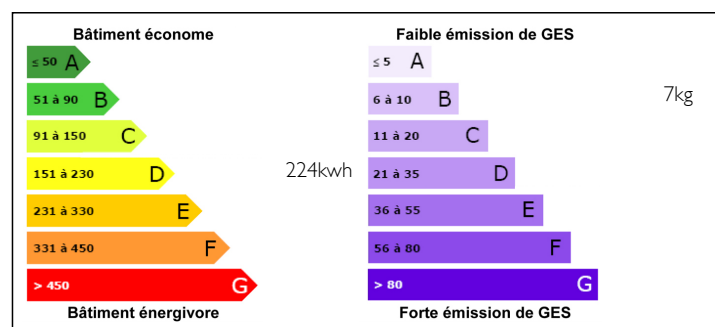 Bâtiment économe
≤ 50 A
51 à 90 B
91 à 150 C
151 à 230 D
224kwh
231 à 330 E
331 à 450 F
> 450 G
Bâtiment énergivore
Faible émission de GES
≤ 5 A
6 à 10 B
7kg
11 à 20 C
21 à 35 D
36 à 55 E
56 à 80 F
> 80 G
Forte émission de GES